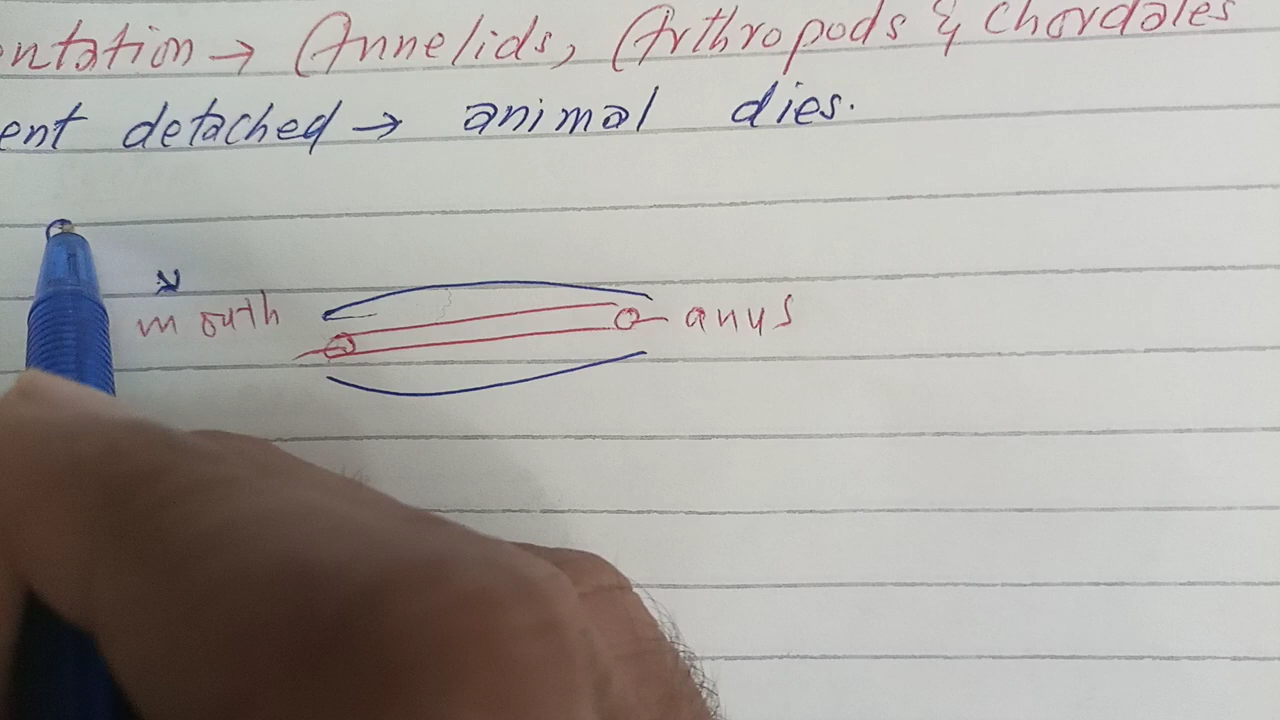 ntation → Annelids, Arthropods & Chordates
ent detached → animal dies.
mouth
anus